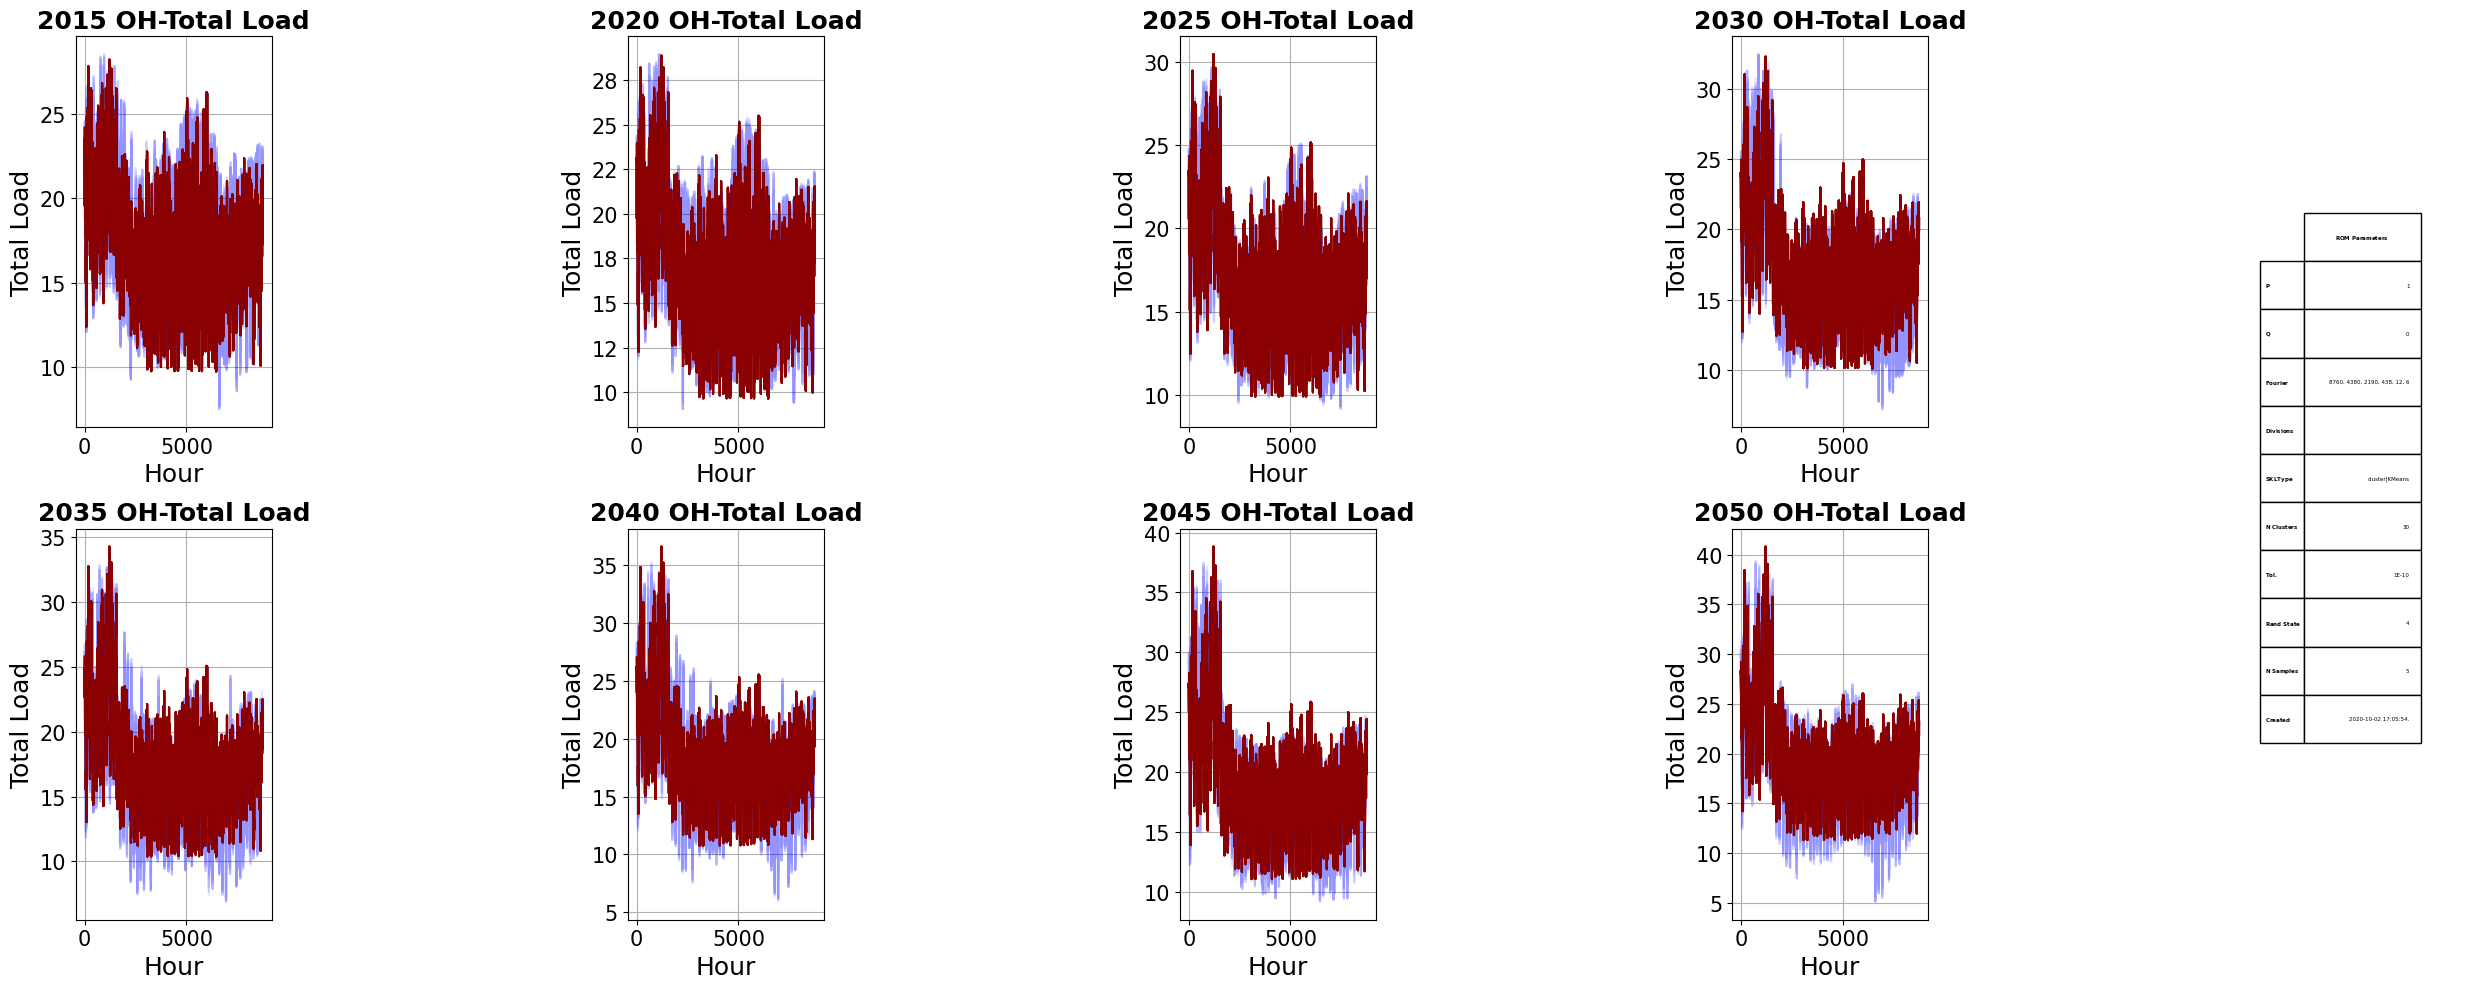 2015 OH-Total Load
Total Load
25
20
15
10
0 5000
Hour
2020 OH-Total Load
Total Load
28
25
22
20
18
15
12
10
0 5000
Hour
2025 OH-Total Load
Total Load
30
25
20
15
10
0 5000
Hour
2030 OH-Total Load
Total Load
30
25
20
15
10
0 5000
Hour
2035 OH-Total Load
Total Load
35
30
25
20
15
10
0 5000
Hour
2040 OH-Total Load
Total Load
35
30
25
20
15
10
5
0 5000
Hour
2045 OH-Total Load
Total Load
40
35
30
25
20
15
10
0 5000
Hour
2050 OH-Total Load
Total Load
40
35
30
25
20
15
10
5
0 5000
Hour
ROM Parameters
P 1
Q 0
Fourier 8760, 4380, 2190, 438, 12, 6
Divisions
SKLType cluster|KMeans
N Clusters 30
Tol. 1E-10
Rand State 4
N Samples 5
Created 2020-10-02 17:05:54.